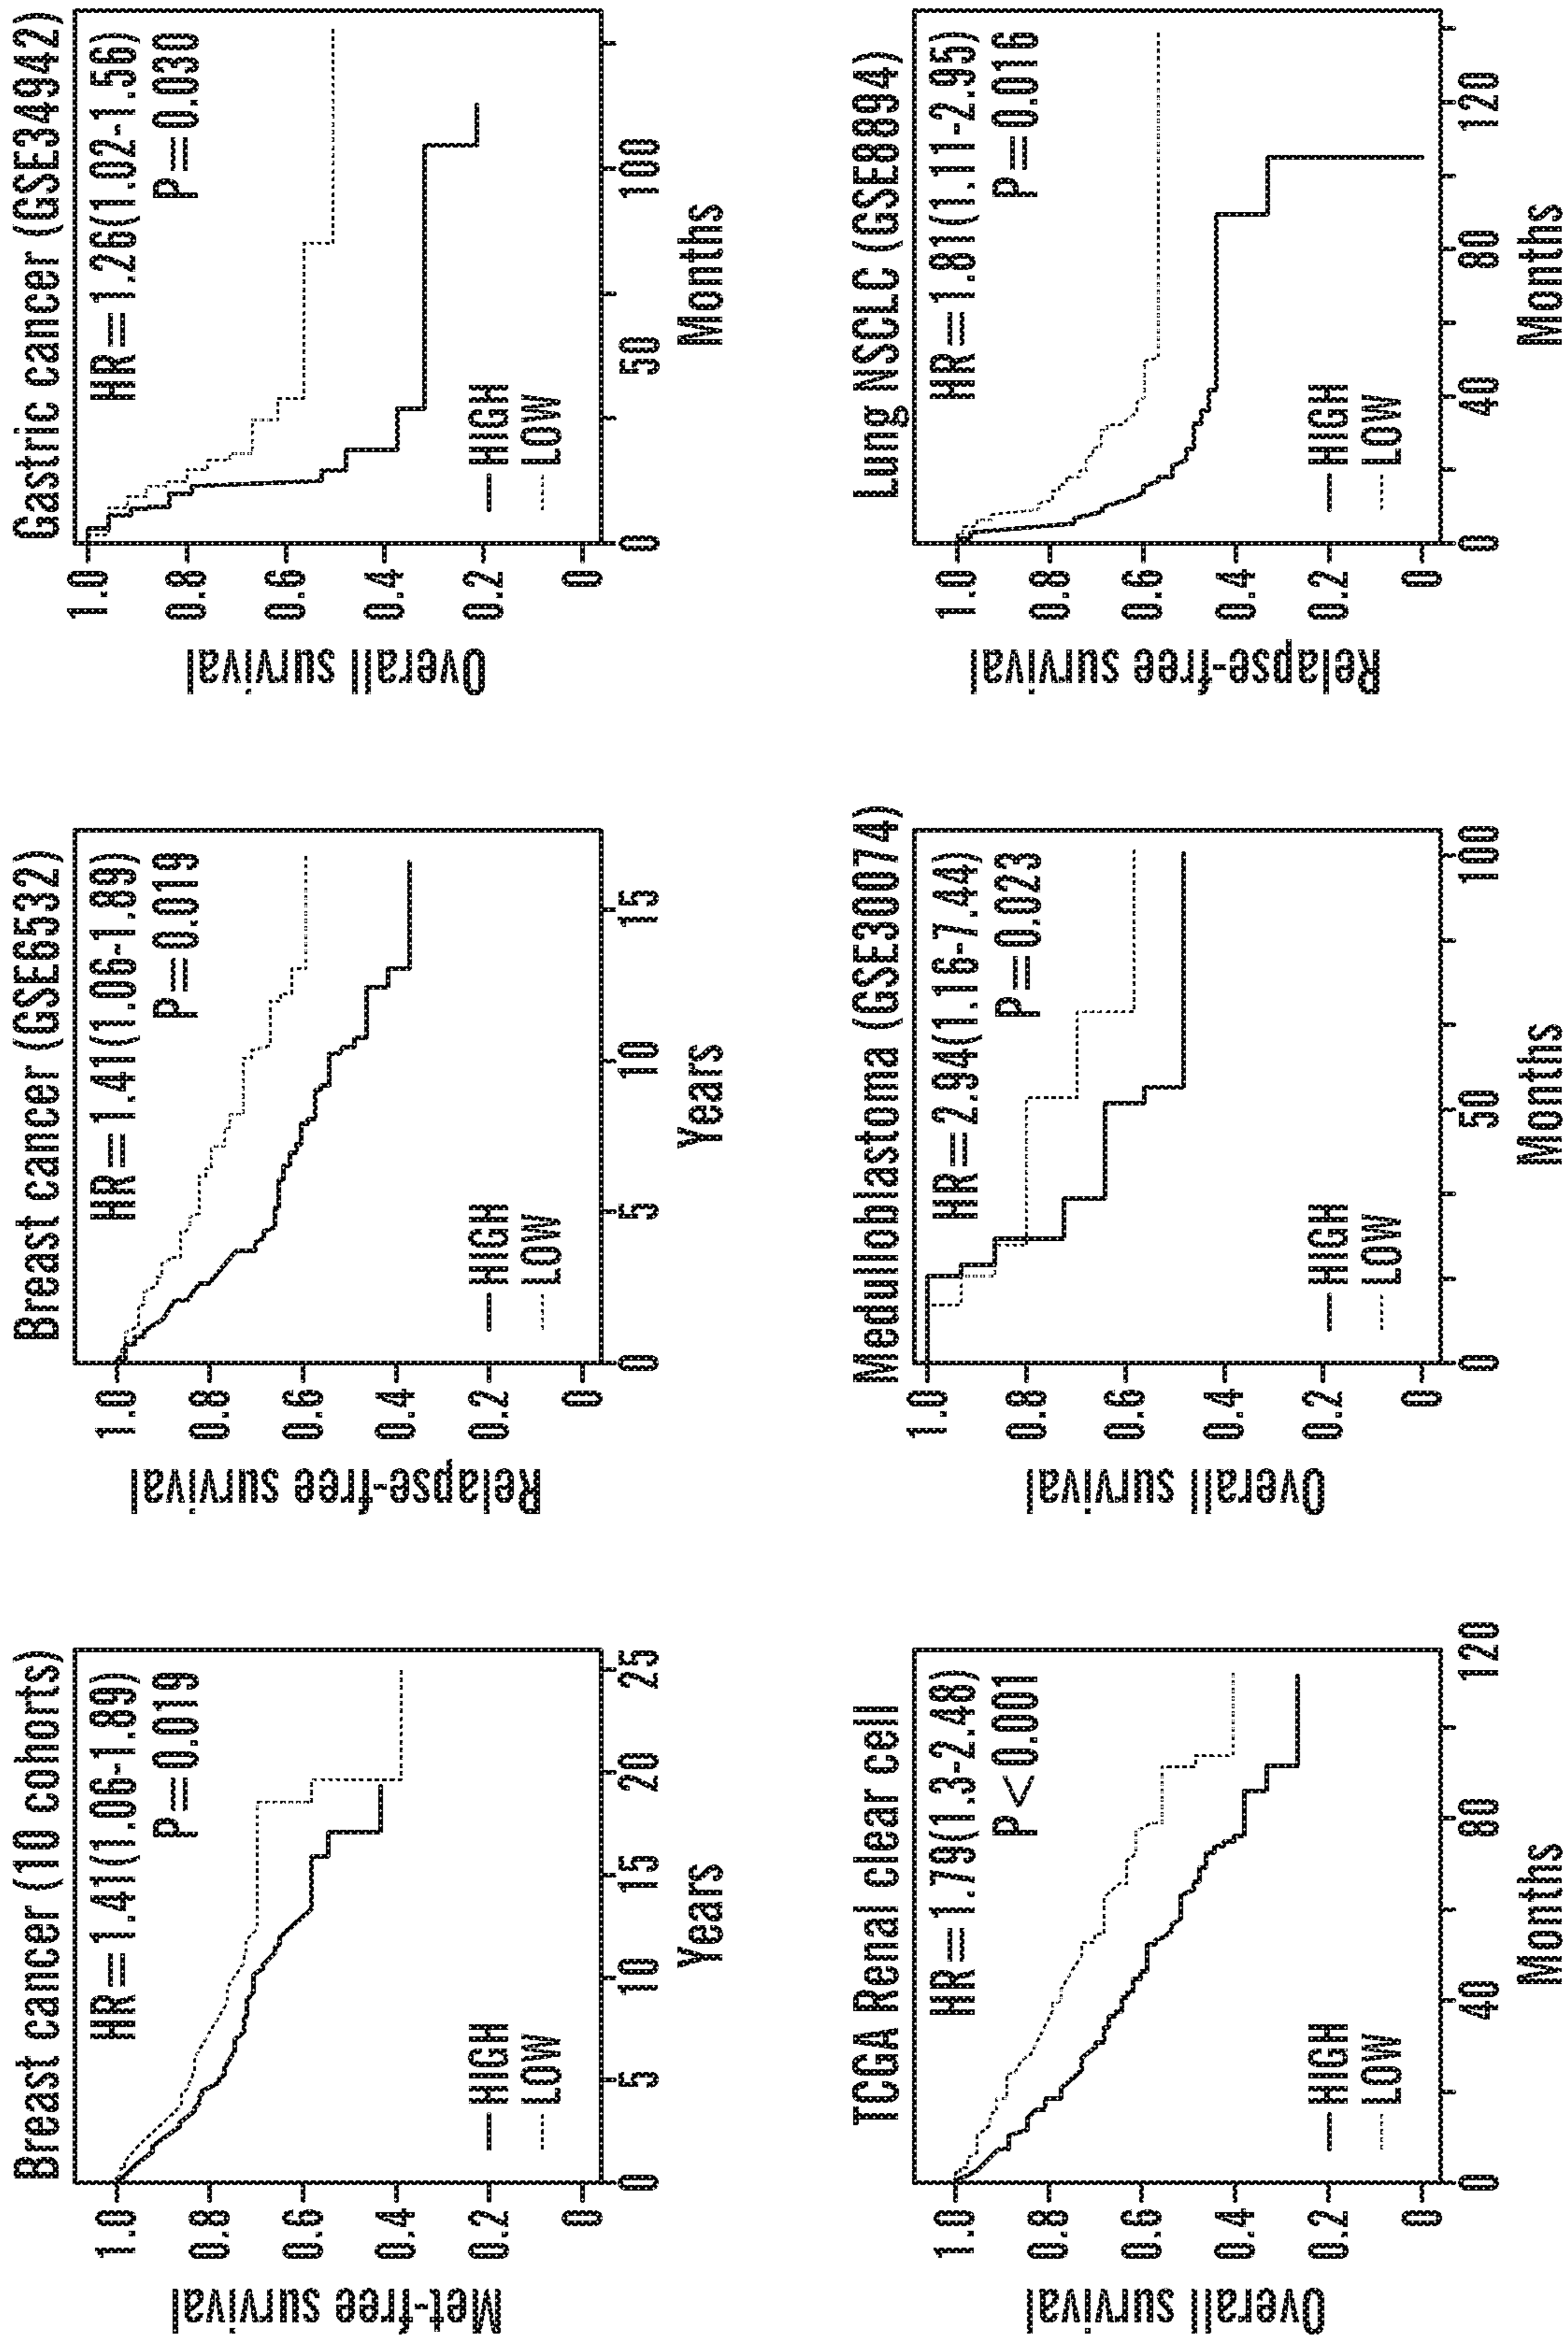 Breast cancer (10 cohorts)
HR=1.41(1.06-1.89)
P=0.019
Met-free survival
1.0
0.8
0.6
0.4
0.2
0
HIGH
LOW
0 5 10 15 20 25
Years
Breast cancer (GSE6532)
HR=1.41(1.06-1.89)
P=0.019
Relapse-free survival
1.0
0.8
0.6
0.4
0.2
0
HIGH
LOW
0 5 10 15
Years
Gastric cancer (GSE34942)
HR=1.26(1.02-1.56)
P=0.030
Overall survival
1.0
0.8
0.6
0.4
0.2
0
HIGH
LOW
0 50 100
Months
TCGA Renal clear cell
HR=1.79(1.3-2.48)
P<0.001
Overall survival
1.0
0.8
0.6
0.4
0.2
0
HIGH
LOW
0 40 80 120
Months
Medulloblastoma (GSE30074)
HR=2.94(1.16-7.44)
P=0.023
Overall survival
1.0
0.8
0.6
0.4
0.2
0
HIGH
LOW
0 50 100
Months
Lung NSCLC (GSE8894)
HR=1.81(1.11-2.95)
P=0.016
Relapse-free survival
1.0
0.8
0.6
0.4
0.2
0
HIGH
LOW
0 40 80 120
Months